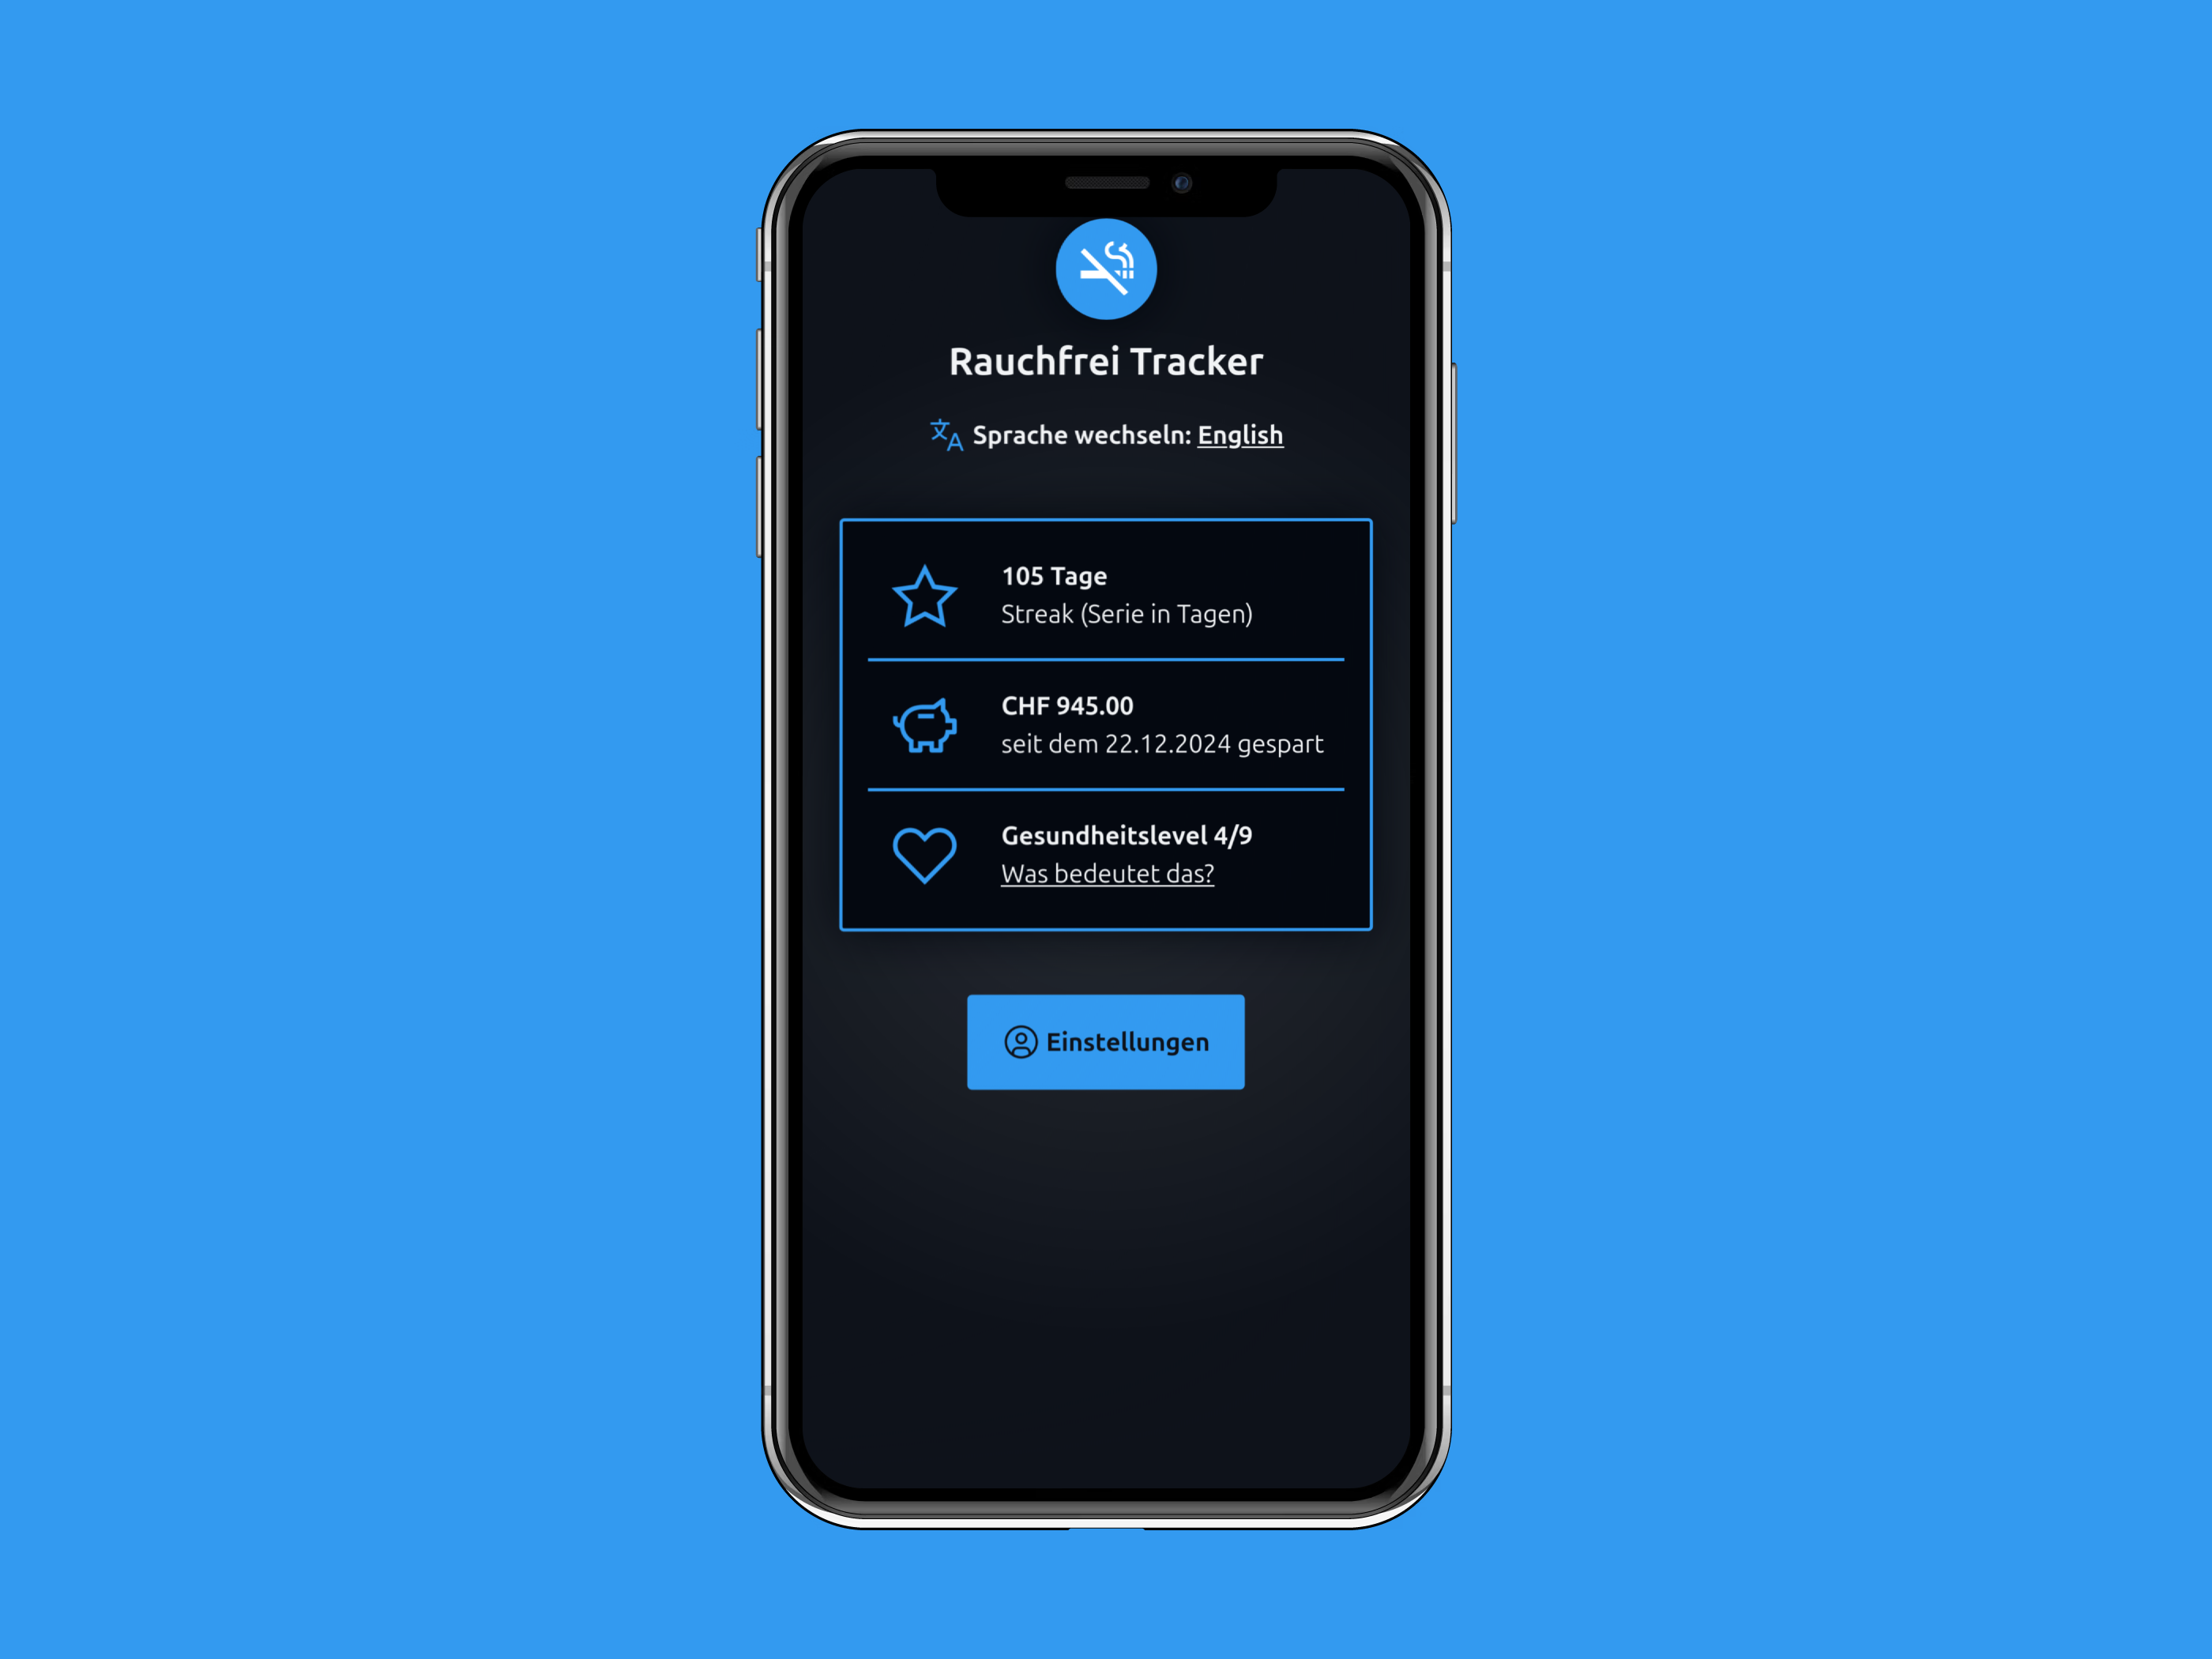 Rauchfrei Tracker
Sprache wechseln: English
105 Tage
Streak (Serie in Tagen)
CHF 945.00
seit dem 22.12.2024 gespart
Gesundheitslevel 4/9
Was bedeutet das?
Einstellungen